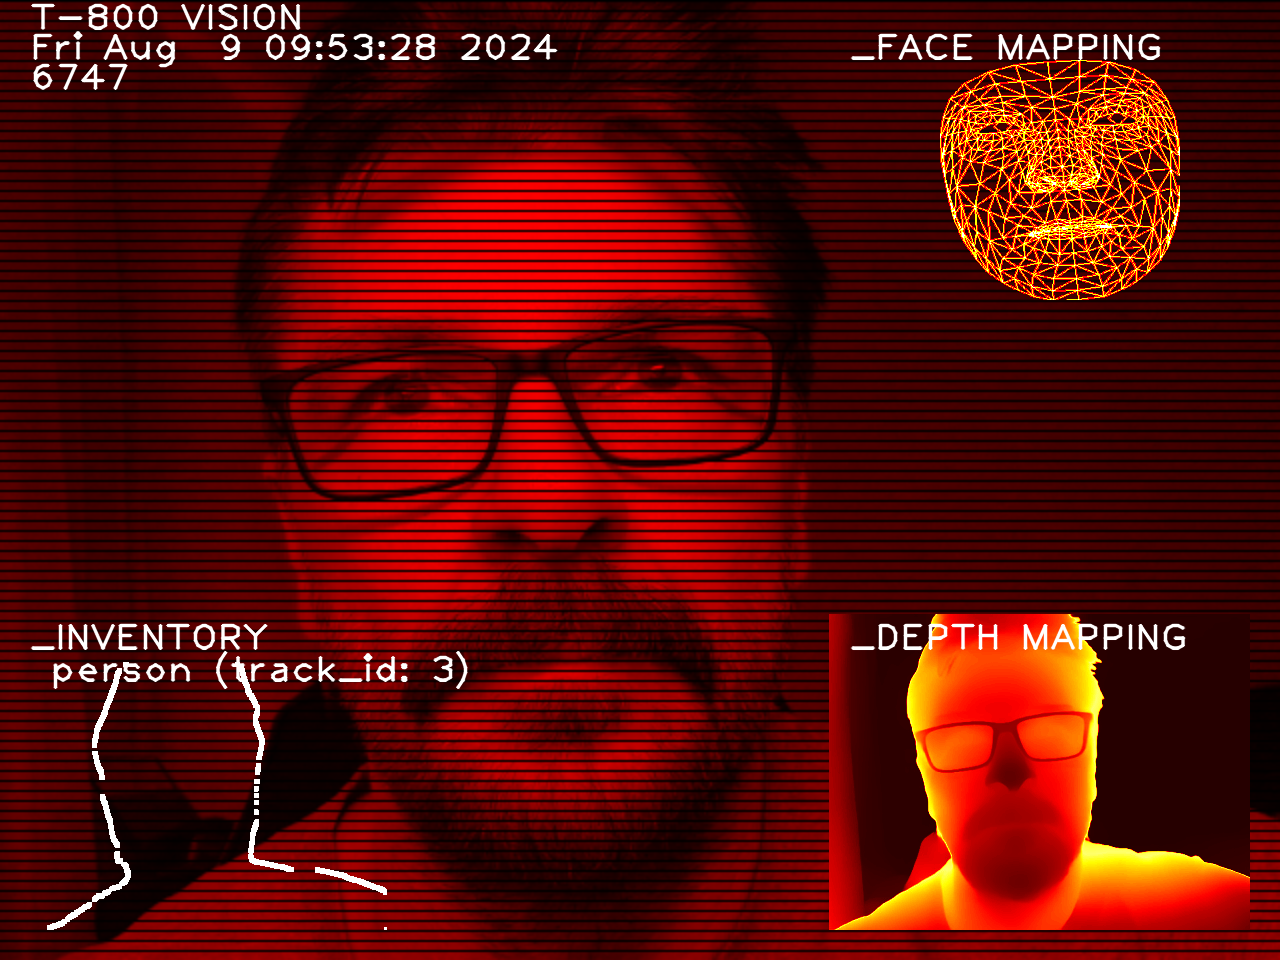 T-800 VISION
Fri Aug  9 09:53:28 2024
6747
_FACE MAPPING
_INVENTORY
person (track_id: 3)
_DEPTH MAPPING